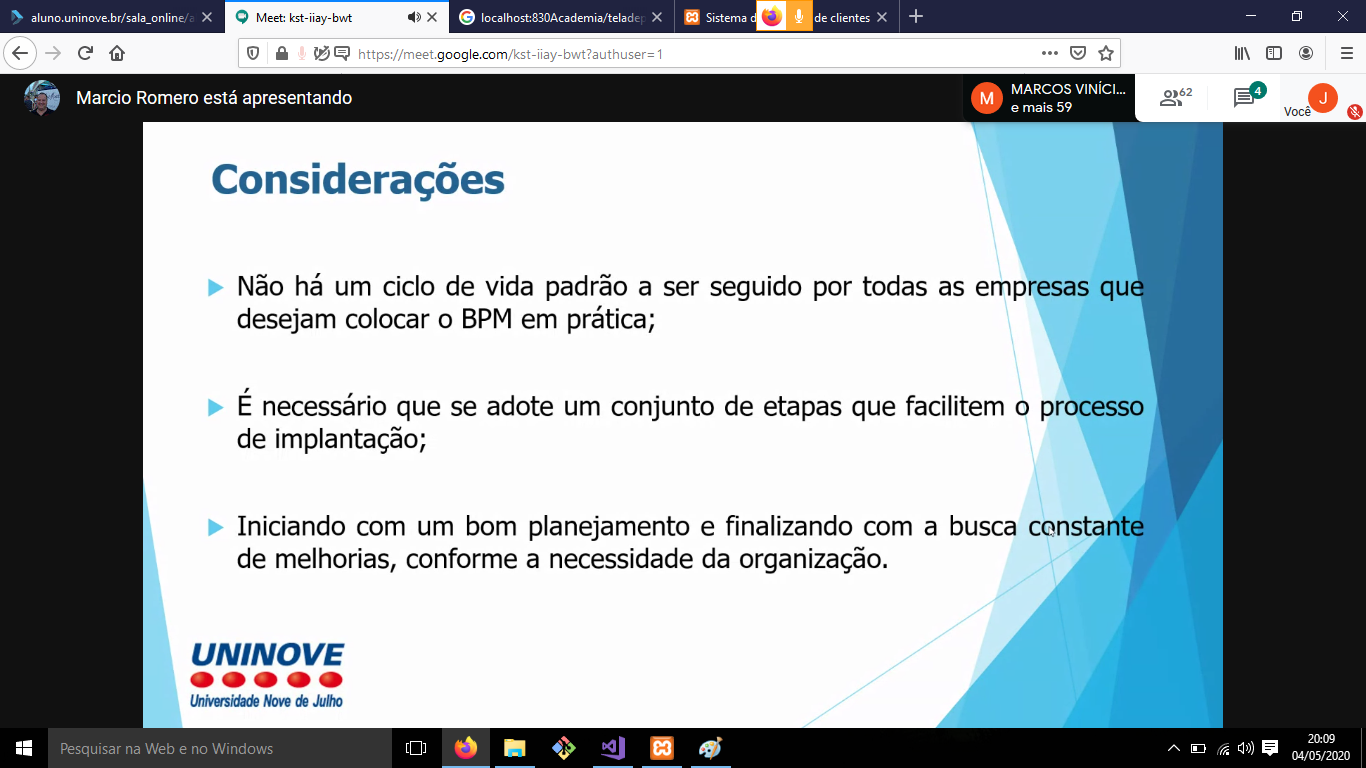 aluno.uninove.br/sala_online/a
Meet: kst-iiay-bwt
localhost:830Academia/teladep
Sistema d
de clientes
https://meet.google.com/kst-iiay-bwt?authuser=1
Marcio Romero está apresentando
M
MARCOS VINÍCI...
e mais 59
62
4
Você
J
Considerações
Não há um ciclo de vida padrão a ser seguido por todas as empresas que
desejam colocar o BPM em prática;
É necessário que se adote um conjunto de etapas que facilitem o processo
de implantação;
Iniciando com um bom planejamento e finalizando com a busca constante
de melhorias, conforme a necessidade da organização.
UNINOVE
Universidade Nove de Julho
Pesquisar na Web e no Windows
20:09
04/05/2020